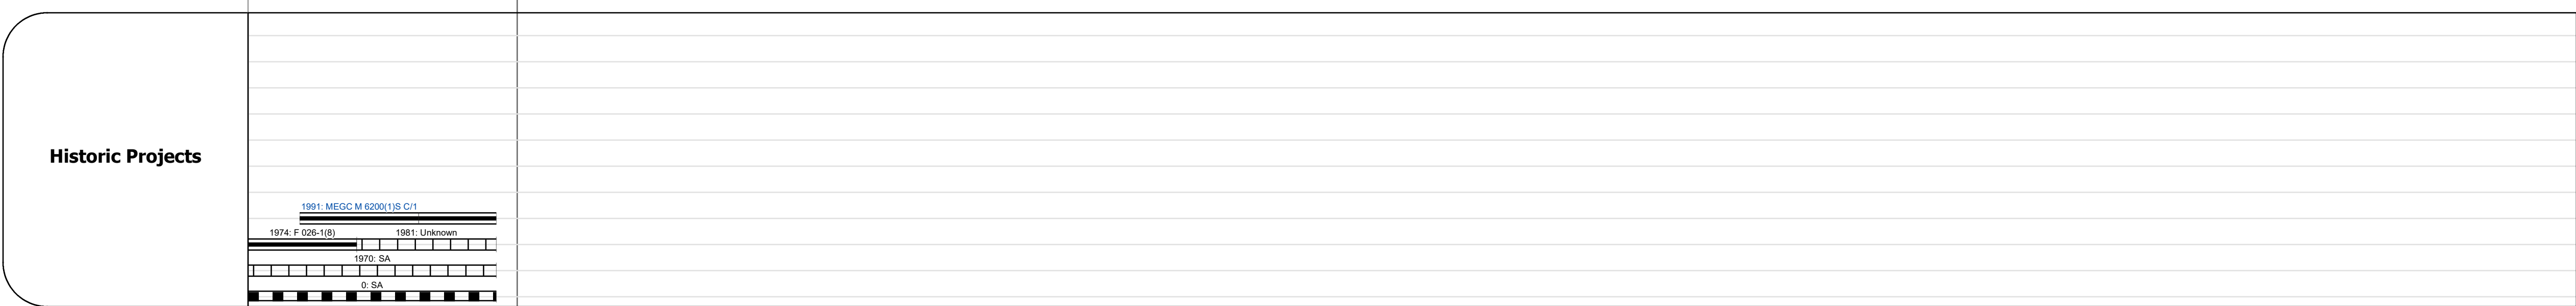 Historic Projects
1991: MEGC M 6200(1)S C/1
1974: F 026-1(8) 1981: Unknown
1970: SA
0: SA